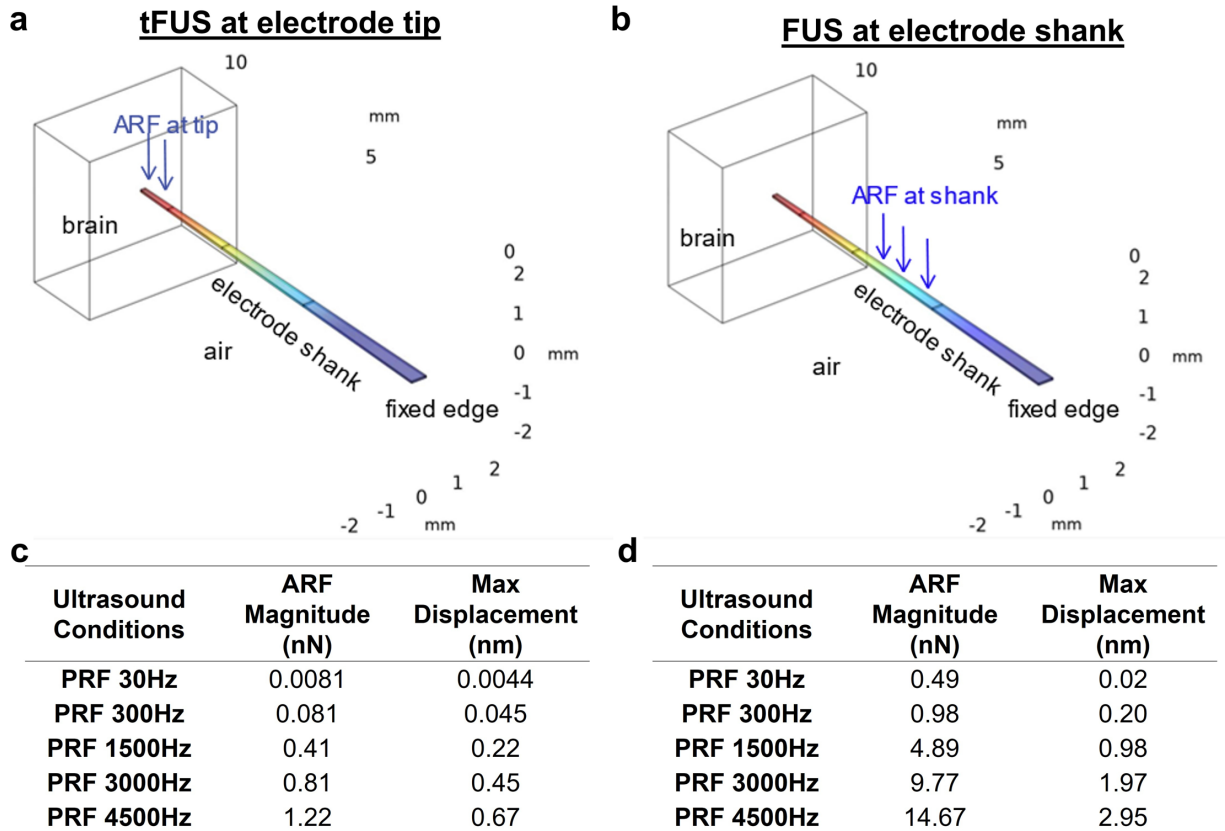 a
tFUS at electrode tip
10
mm
5
ARF at tip
brain
0
2
1
0 mm
-1
-2
electrode shank
air
fixed edge
2
1
0
-1
-2
mm
b
FUS at electrode shank
10
mm
5
ARF at shank
brain
0
2
1
0 mm
-1
-2
electrode shank
air
fixed edge
2
1
0
-1
-2
mm
c
Ultrasound Conditions ARF Magnitude (nN) Max Displacement (nm)
PRF 30Hz 0.0081 0.0044
PRF 300Hz 0.081 0.045
PRF 1500Hz 0.41 0.22
PRF 3000Hz 0.81 0.45
PRF 4500Hz 1.22 0.67
d
Ultrasound Conditions ARF Magnitude (nN) Max Displacement (nm)
PRF 30Hz 0.49 0.02
PRF 300Hz 0.98 0.20
PRF 1500Hz 4.89 0.98
PRF 3000Hz 9.77 1.97
PRF 4500Hz 14.67 2.95